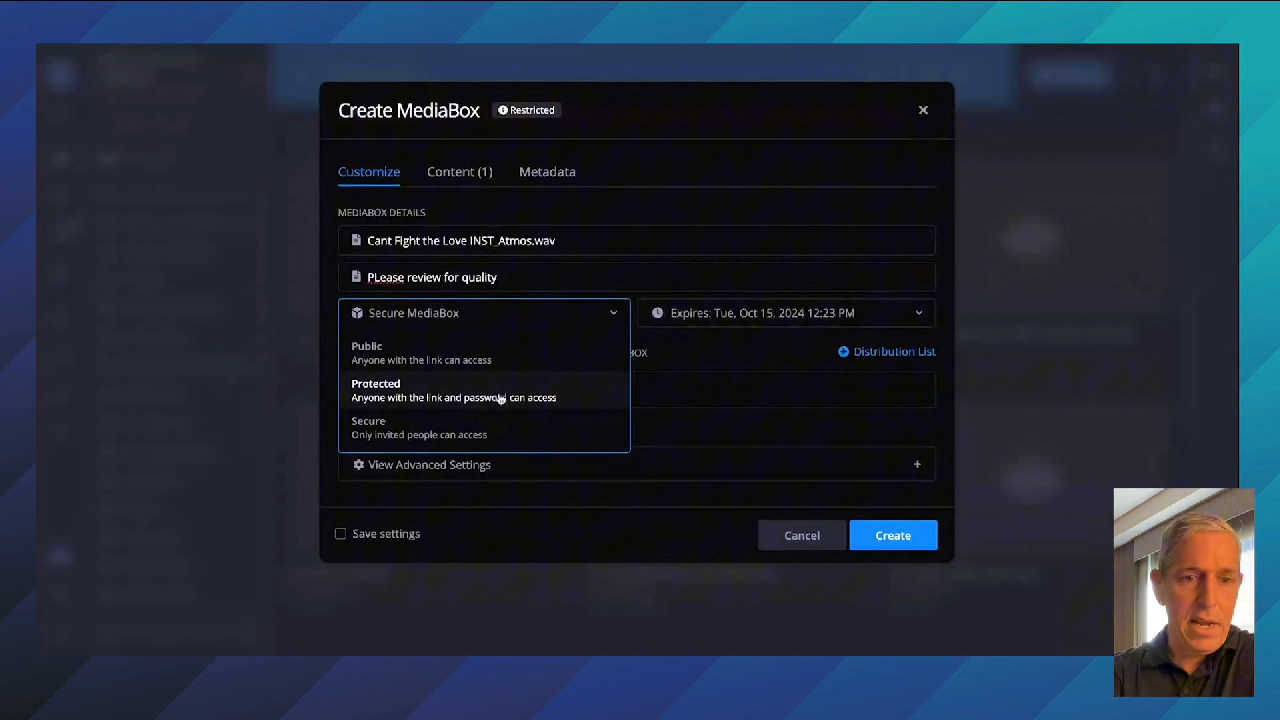 Create MediaBox
Restricted
Customize
Content (1)
Metadata
MEDIABOX DETAILS
Cant Fight the Love INST_Atmos.wav
PLease review for quality
Secure MediaBox
Expires: Tue, Oct 15, 2024 12:23 PM
Public
Anyone with the link can access
BOX
Distribution List
Protected
Anyone with the link and password can access
Secure
Only invited people can access
View Advanced Settings
Save settings
Cancel
Create